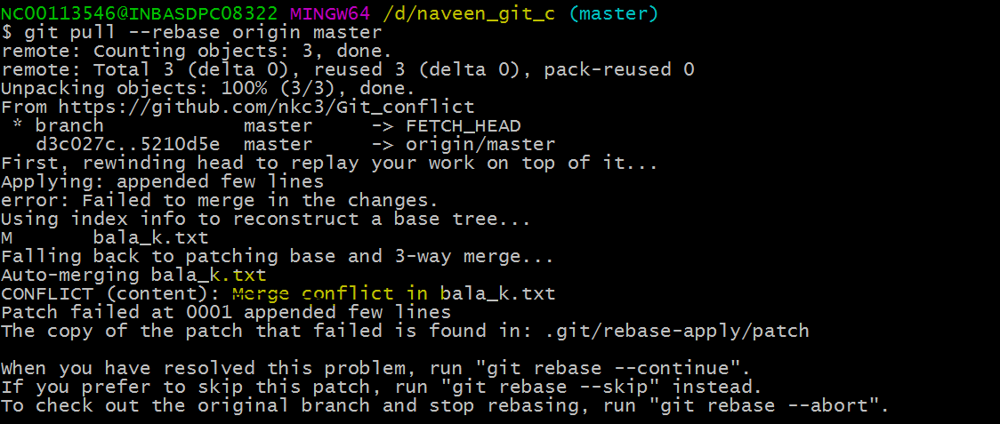 NC00113546@INBASDPC08322 MINGW64 /d/naveen_git_c (master)
$ git pull --rebase origin master
remote: Counting objects: 3, done.
remote: Total 3 (delta 0), reused 3 (delta 0), pack-reused 0
Unpacking objects: 100% (3/3), done.
From https://github.com/nkc3/Git_conflict
 * branch            master     -> FETCH_HEAD
   d3c027c..5210d5e  master     -> origin/master
First, rewinding head to replay your work on top of it...
Applying: appended few lines
error: Failed to merge in the changes.
Using index info to reconstruct a base tree...
M       bala_k.txt
Falling back to patching base and 3-way merge...
Auto-merging bala_k.txt
CONFLICT (content): Merge conflict in bala_k.txt
Patch failed at 0001 appended few lines
The copy of the patch that failed is found in: .git/rebase-apply/patch

When you have resolved this problem, run "git rebase --continue".
If you prefer to skip this patch, run "git rebase --skip" instead.
To check out the original branch and stop rebasing, run "git rebase --abort".